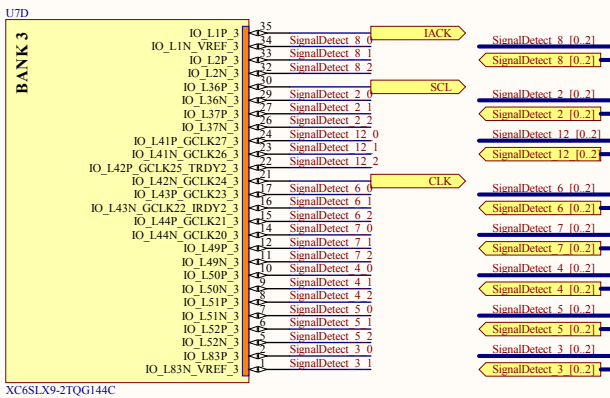 U7D
BANK 3
IO_L1P_3 35 IACK
IO_L1N_VREF_3 34 SignalDetect_8_0 SignalDetect_8_[0..2]
IO_L2P_3 33 SignalDetect_8_1 SignalDetect_8_[0..2]
IO_L2N_3 32 SignalDetect_8_2
IO_L36P_3 30 SCL
IO_L36N_3 29 SignalDetect_2_0 SignalDetect_2_[0..2]
IO_L37P_3 27 SignalDetect_2_1 SignalDetect_2_[0..2]
IO_L37N_3 26 SignalDetect_2_2
IO_L41P_GCLK27_3 24 SignalDetect_12_0 SignalDetect_12_[0..2]
IO_L41N_GCLK26_3 23 SignalDetect_12_1 SignalDetect_12_[0..2]
IO_L42P_GCLK25_TRDY2_3 22 SignalDetect_12_2
IO_L42N_GCLK24_3 21 CLK
IO_L43P_GCLK23_3 17 SignalDetect_6_0 SignalDetect_6_[0..2]
IO_L43N_GCLK22_IRDY2_3 16 SignalDetect_6_1 SignalDetect_6_[0..2]
IO_L44P_GCLK21_3 15 SignalDetect_6_2
IO_L44N_GCLK20_3 14 SignalDetect_7_0 SignalDetect_7_[0..2]
IO_L49P_3 12 SignalDetect_7_1 SignalDetect_7_[0..2]
IO_L49N_3 11 SignalDetect_7_2
IO_L50P_3 10 SignalDetect_4_0 SignalDetect_4_[0..2]
IO_L50N_3 9 SignalDetect_4_1 SignalDetect_4_[0..2]
IO_L51P_3 8 SignalDetect_4_2
IO_L51N_3 7 SignalDetect_5_0 SignalDetect_5_[0..2]
IO_L52P_3 6 SignalDetect_5_1 SignalDetect_5_[0..2]
IO_L52N_3 5 SignalDetect_5_2
IO_L83P_3 2 SignalDetect_3_0 SignalDetect_3_[0..2]
IO_L83N_VREF_3 1 SignalDetect_3_1 SignalDetect_3_[0..2]
XC6SLX9-2TQG144C